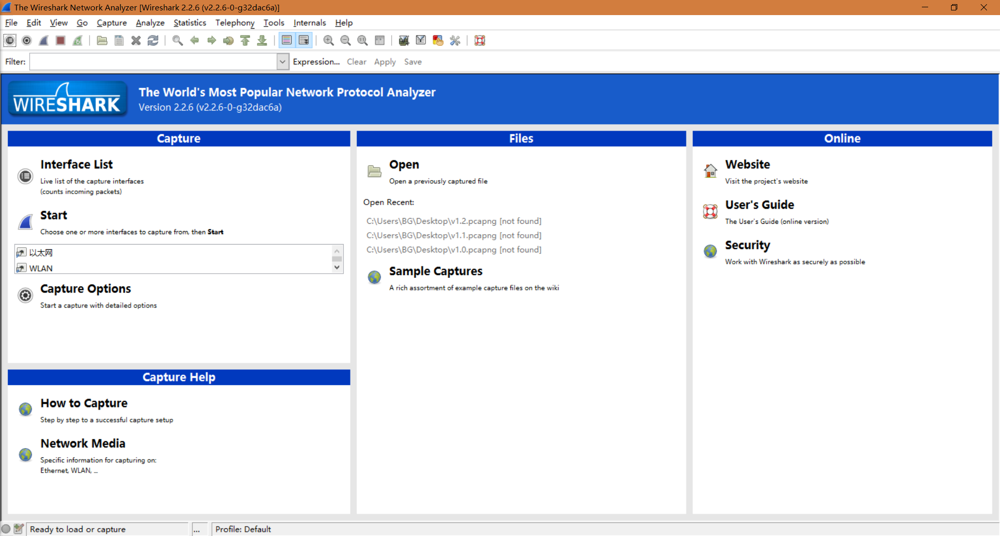 The Wireshark Network Analyzer [Wireshark 2.2.6 (v2.2.6-0-g32dac6a)]
File Edit View Go Capture Analyze Statistics Telephony Tools Internals Help
Filter: Expression... Clear Apply Save
WIRESHARK
The World's Most Popular Network Protocol Analyzer
Version 2.2.6 (v2.2.6-0-g32dac6a)
Capture
Interface List
Live list of the capture interfaces
(counts incoming packets)
Start
Choose one or more interfaces to capture from, then Start
以太网
WLAN
Capture Options
Start a capture with detailed options
Capture Help
How to Capture
Step by step to a successful capture setup
Network Media
Specific information for capturing on:
Ethernet, WLAN, ...
Files
Open
Open a previously captured file
Open Recent:
C:\Users\BG\Desktop\v1.2.pcapng [not found]
C:\Users\BG\Desktop\v1.1.pcapng [not found]
C:\Users\BG\Desktop\v1.0.pcapng [not found]
Sample Captures
A rich assortment of example capture files on the wiki
Online
Website
Visit the project's website
User's Guide
The User's Guide (online version)
Security
Work with Wireshark as securely as possible
Ready to load or capture ... Profile: Default